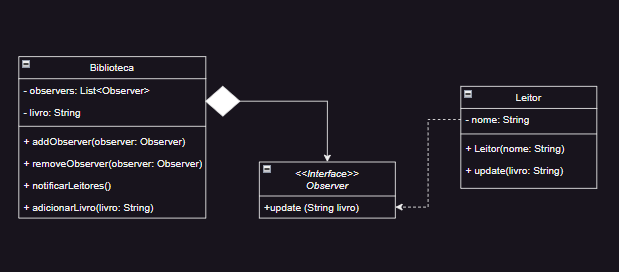 Biblioteca
- observers: List<Observer>
- livro: String
+ addObserver(observer: Observer)
+ removeObserver(observer: Observer)
+ notificarLeitores()
+ adicionarLivro(livro: String)
<<Interface>>
Observer
+update (String livro)
Leitor
- nome: String
+ Leitor(nome: String)
+ update(livro: String)